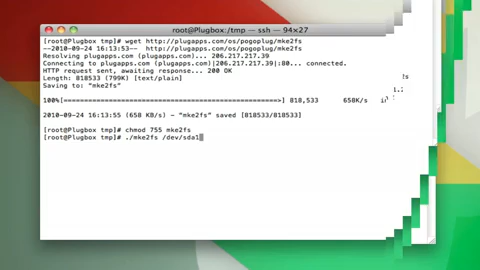 root@Plugbox:/tmp — ssh — 94×27
[root@Plugbox tmp]# wget http://plugapps.com/os/pogoplug/mke2fs
--2010-09-24 16:13:53--  http://plugapps.com/os/pogoplug/mke2fs
Resolving plugapps.com (plugapps.com)... 206.217.217.39
Connecting to plugapps.com (plugapps.com)|206.217.217.39|:80... connected.
HTTP request sent, awaiting response... 200 OK
Length: 818533 (799K) [text/plain]
Saving to: “mke2fs”
100%[================================================>] 818,533     658K/s   in
2010-09-24 16:13:55 (658 KB/s) - “mke2fs” saved [818533/818533]
[root@Plugbox tmp]# chmod 755 mke2fs
[root@Plugbox tmp]# ./mke2fs /dev/sda1